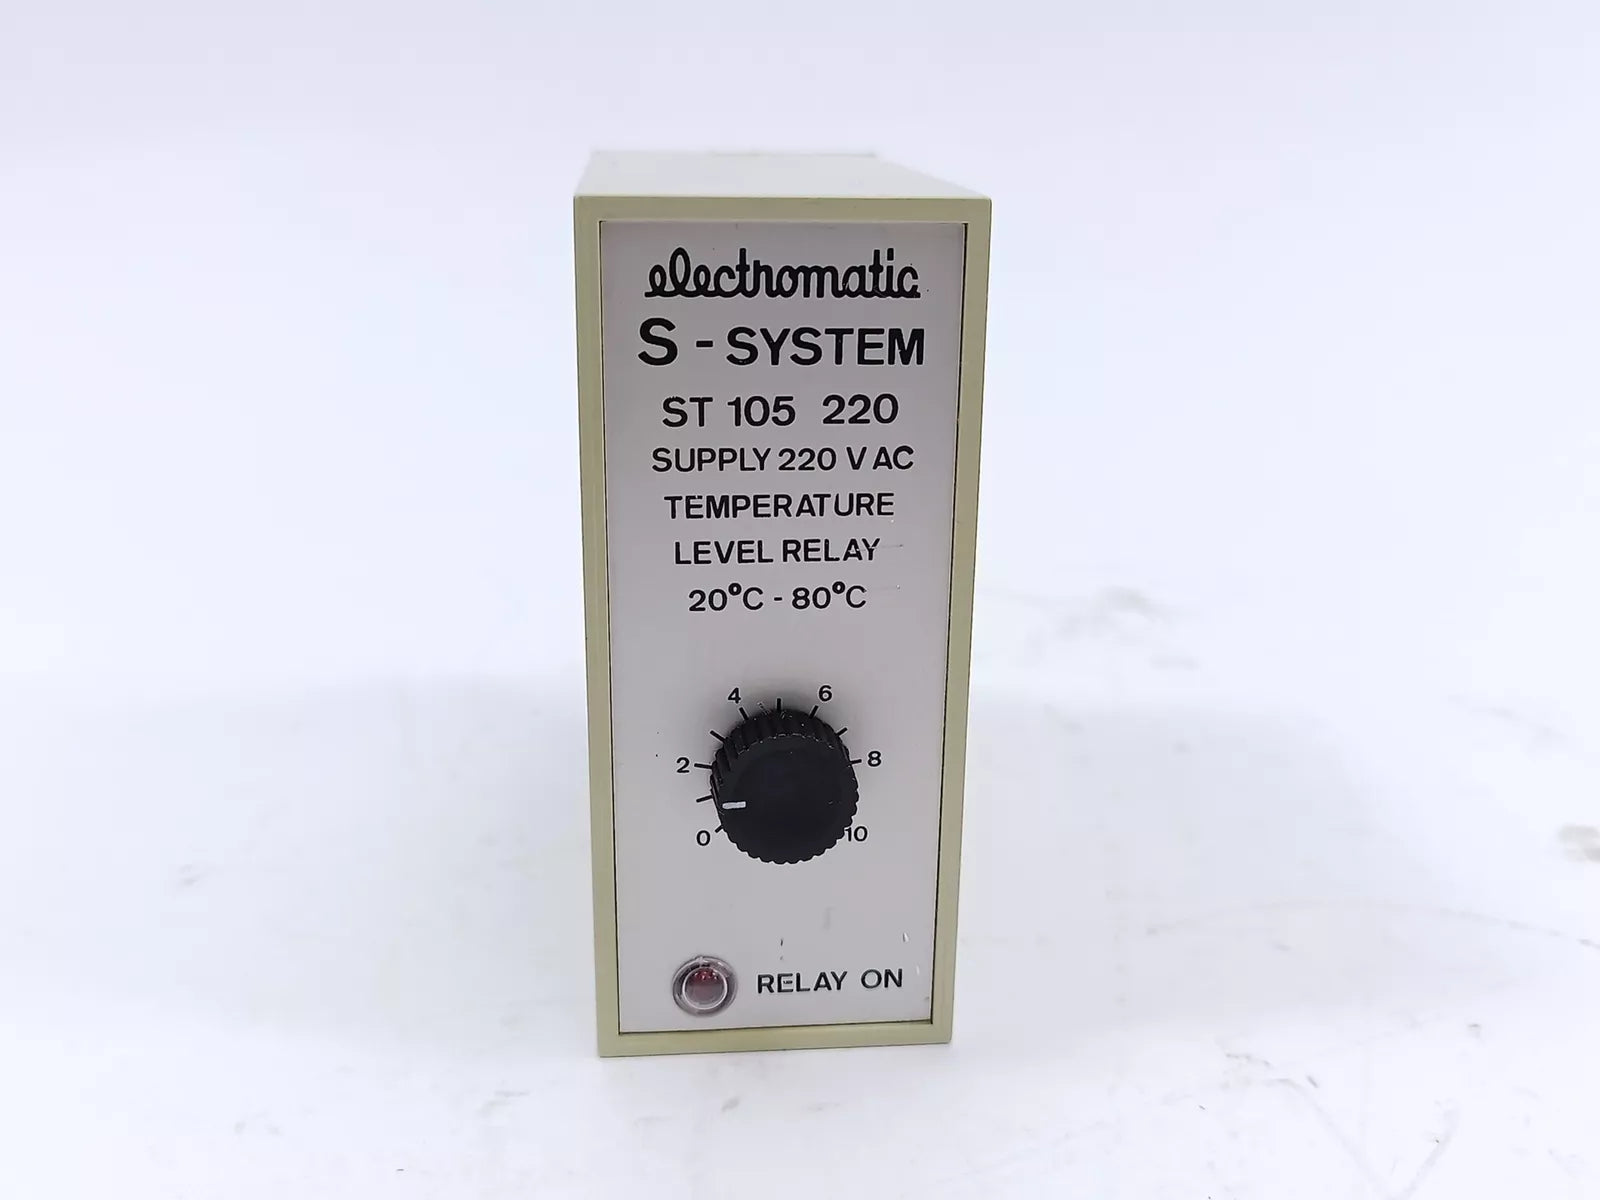 electromatic
S - SYSTEM
ST 105 220
SUPPLY 220 V AC
TEMPERATURE
LEVEL RELAY
20°C - 80°C
4 6
2 8
0 10
RELAY ON